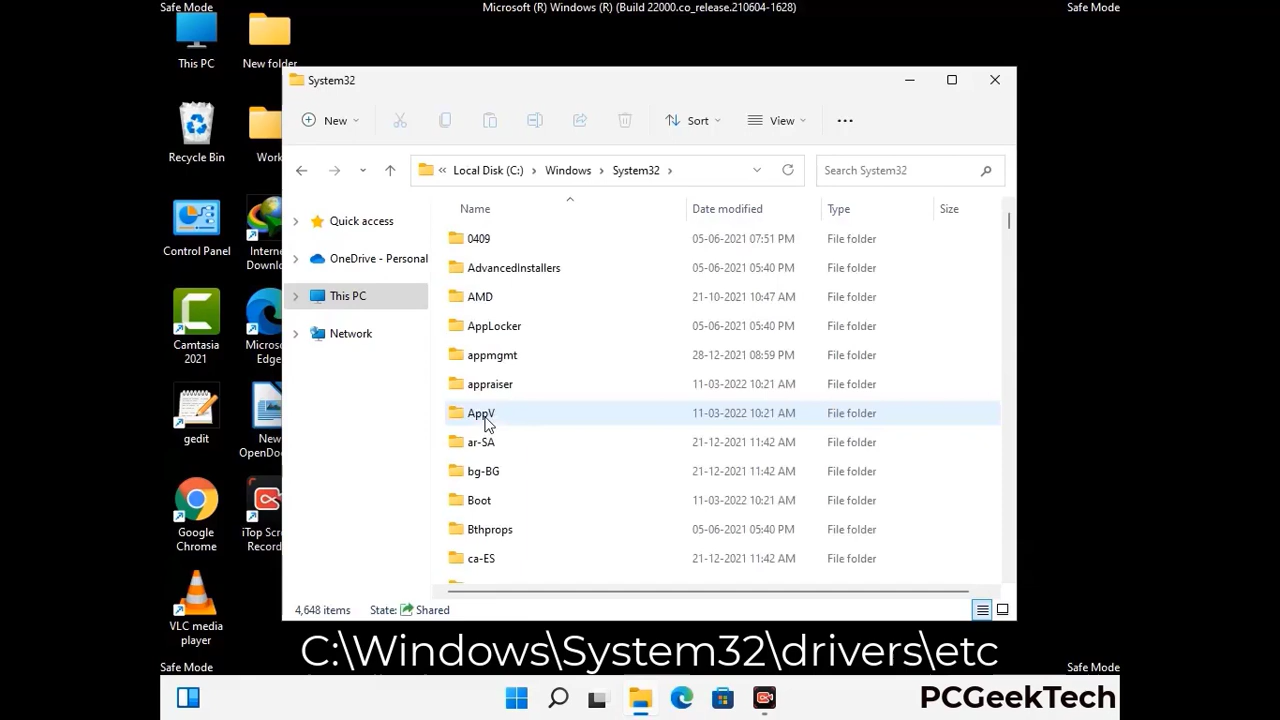 Safe Mode
Microsoft (R) Windows (R) (Build 22000.co_release.210604-1628)
Safe Mode
This PC
New folder
Recycle Bin
Work
Control Panel
Intern
Downlo
Camtasia
2021
Micros
Edge
gedit
New
OpenDo
Google
Chrome
iTop Scr
Record
VLC media
player
System32
New
Sort
View
Local Disk (C:) > Windows > System32 >
Search System32
Quick access
OneDrive - Personal
This PC
Network
Name Date modified Type Size
0409 05-06-2021 07:51 PM File folder
AdvancedInstallers 05-06-2021 05:40 PM File folder
AMD 21-10-2021 10:47 AM File folder
AppLocker 05-06-2021 05:40 PM File folder
appmgmt 28-12-2021 08:59 PM File folder
appraiser 11-03-2022 10:21 AM File folder
AppV 11-03-2022 10:21 AM File folder
ar-SA 21-12-2021 11:42 AM File folder
bg-BG 21-12-2021 11:42 AM File folder
Boot 11-03-2022 10:21 AM File folder
Bthprops 05-06-2021 05:40 PM File folder
ca-ES 21-12-2021 11:42 AM File folder
4,648 items State: Shared
C:\Windows\System32\drivers\etc
Safe Mode
Safe Mode
PCGeekTech